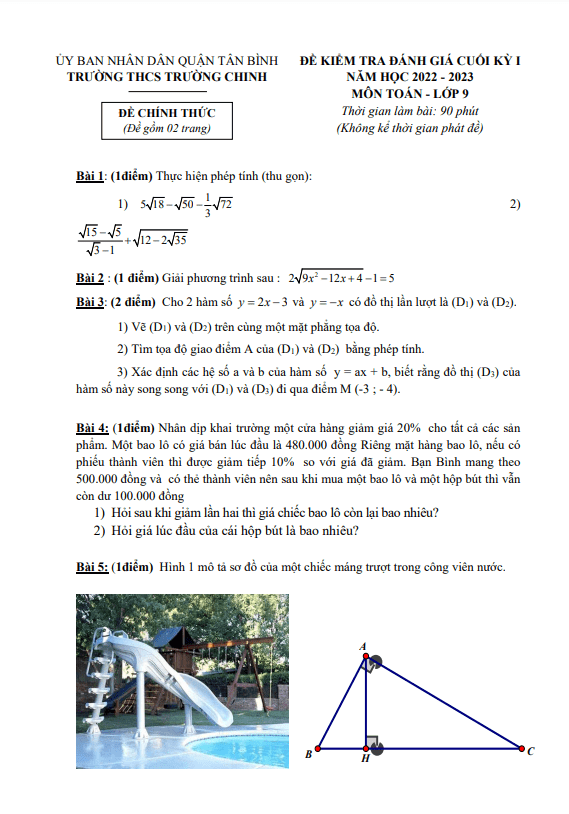 ỦY BAN NHÂN DÂN QUẬN TÂN BÌNH
TRƯỜNG THCS TRƯỜNG CHINH
ĐỀ CHÍNH THỨC
(Đề gồm 02 trang)
ĐỀ KIỂM TRA ĐÁNH GIÁ CUỐI KỲ I
NĂM HỌC 2022 - 2023
MÔN TOÁN - LỚP 9
Thời gian làm bài: 90 phút
(Không kể thời gian phát đề)
Bài 1: (1điểm) Thực hiện phép tính (thu gọn):
1) 5√18 − √50 − 1/3 √72 2)
(√15 − √5)/(√3 − 1) + √(12 − 2√35)
Bài 2 : (1 điểm) Giải phương trình sau : 2√(9x² − 12x + 4) − 1 = 5
Bài 3: (2 điểm) Cho 2 hàm số y = 2x − 3 và y = −x có đồ thị lần lượt là (D₁) và (D₂).
1) Vẽ (D₁) và (D₂) trên cùng một mặt phẳng tọa độ.
2) Tìm tọa độ giao điểm A của (D₁) và (D₂) bằng phép tính.
3) Xác định các hệ số a và b của hàm số y = ax + b, biết rằng đồ thị (D₃) của
hàm số này song song với (D₁) và (D₃) đi qua điểm M (-3 ; - 4).
Bài 4: (1điểm) Nhân dịp khai trường một cửa hàng giảm giá 20% cho tất cả các sản
phẩm. Một bao lô có giá bán lúc đầu là 480.000 đồng Riêng mặt hàng bao lô, nếu có
phiếu thành viên thì được giảm tiếp 10% so với giá đã giảm. Bạn Bình mang theo
500.000 đồng và có thẻ thành viên nên sau khi mua một bao lô và một hộp bút thì vẫn
còn dư 100.000 đồng
1) Hỏi sau khi giảm lần hai thì giá chiếc bao lô còn lại bao nhiêu?
2) Hỏi giá lúc đầu của cái hộp bút là bao nhiêu?
Bài 5: (1điểm) Hình 1 mô tả sơ đồ của một chiếc máng trượt trong công viên nước.
A
B
H
C